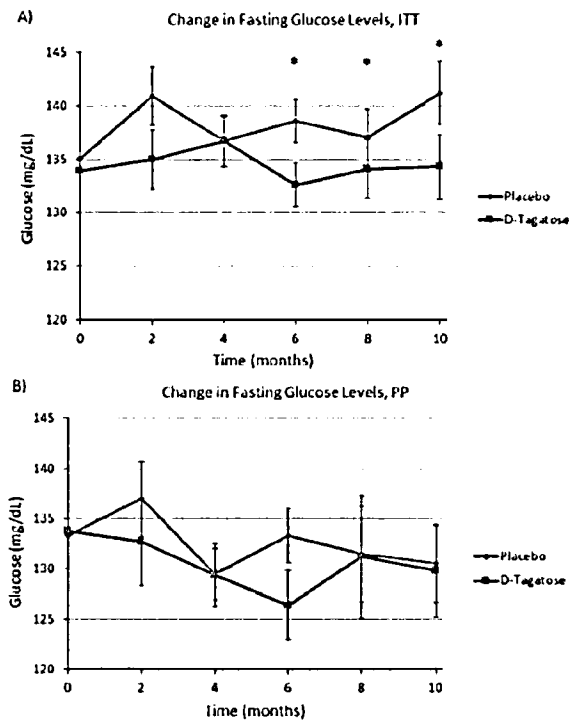 A)
Change in Fasting Glucose Levels, ITT
145
140
135
130
125
120
Glucose (mg/dL)
* * *
0 2 4 6 8 10
Time (months)
Placebo
D-Tagatose
B)
Change in Fasting Glucose Levels, PP
145
140
135
130
125
120
Glucose (mg/dL)
0 2 4 6 8 10
Time (months)
Placebo
D-Tagatose